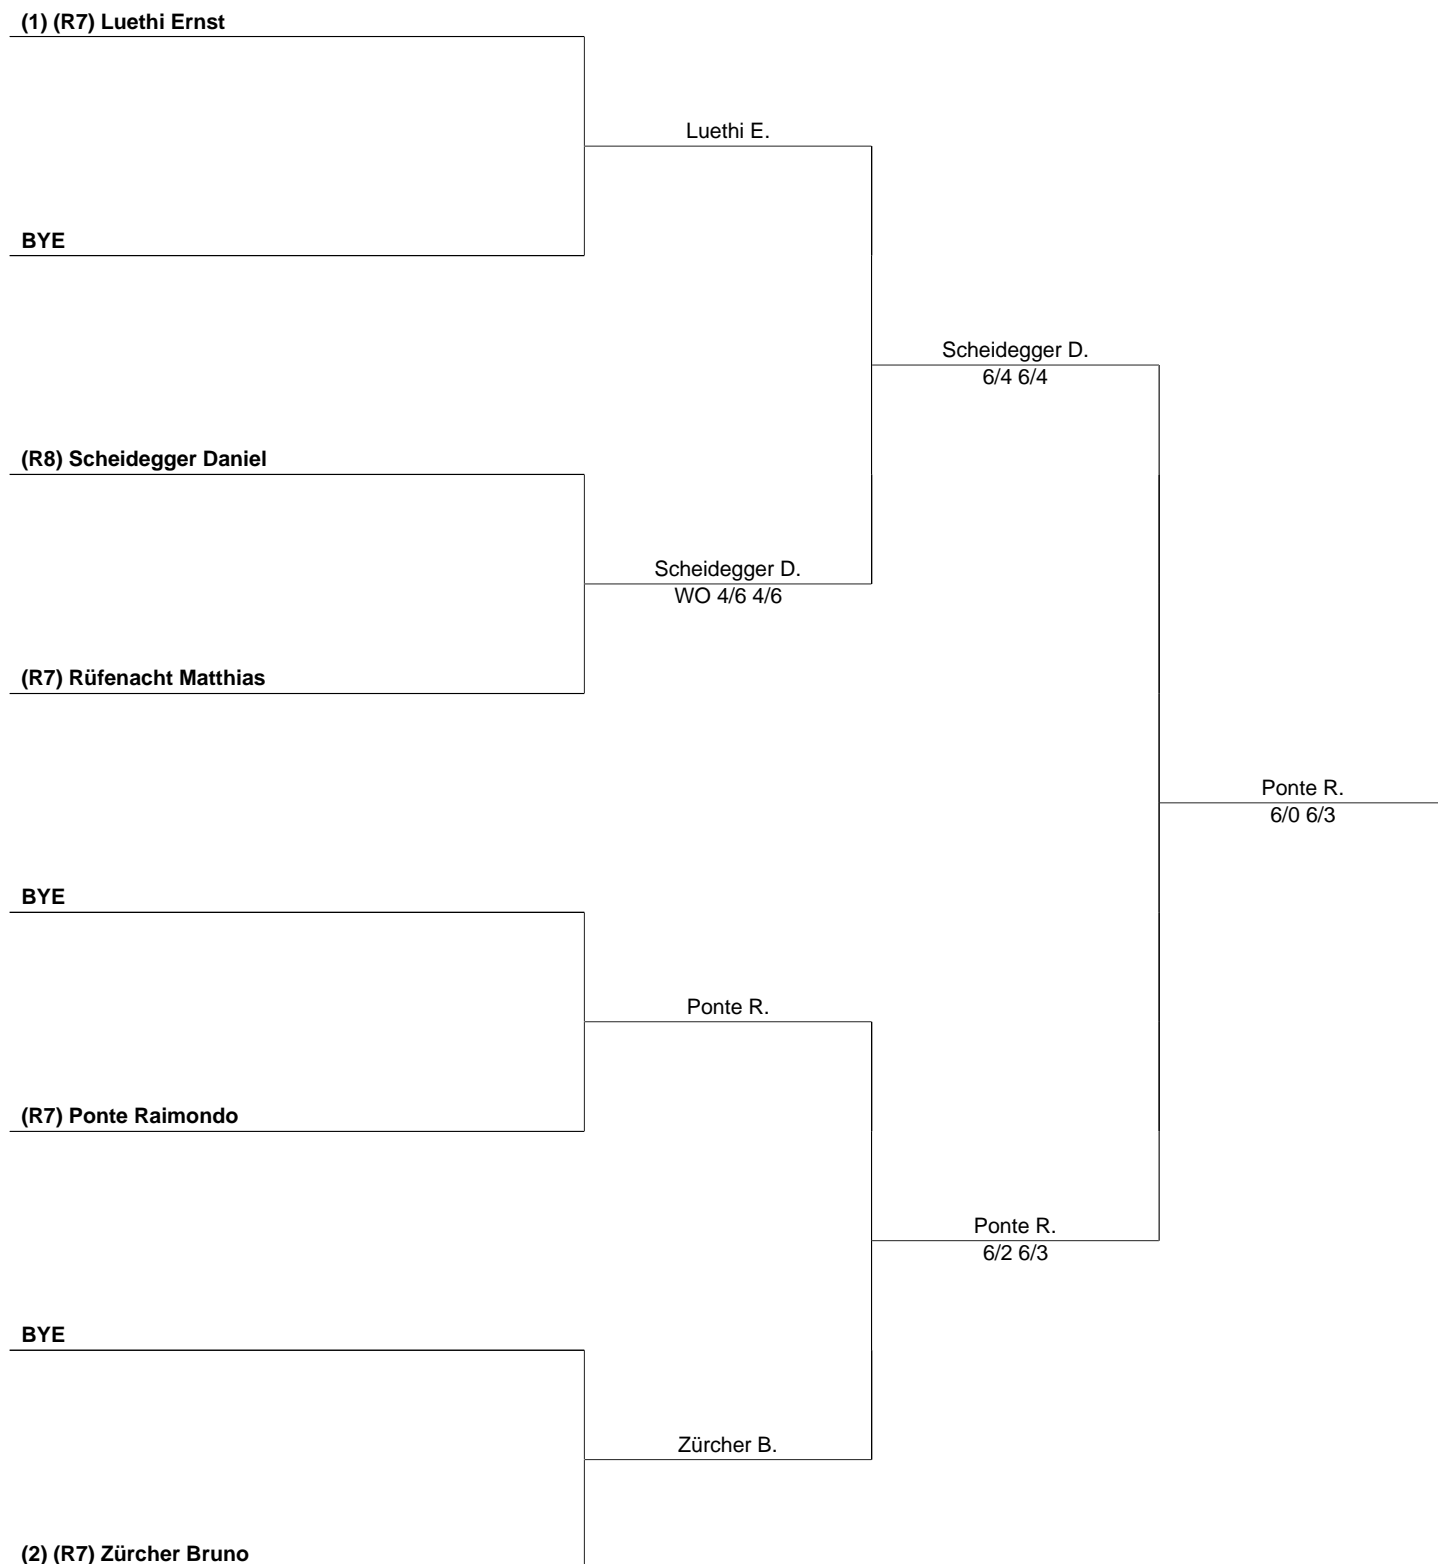 (1) (R7) Luethi Ernst
Luethi E.
BYE
Scheidegger D.
6/4 6/4
(R8) Scheidegger Daniel
Scheidegger D.
WO 4/6 4/6
(R7) Rüfenacht Matthias
Ponte R.
6/0 6/3
BYE
Ponte R.
(R7) Ponte Raimondo
Ponte R.
6/2 6/3
BYE
Zürcher B.
(2) (R7) Zürcher Bruno